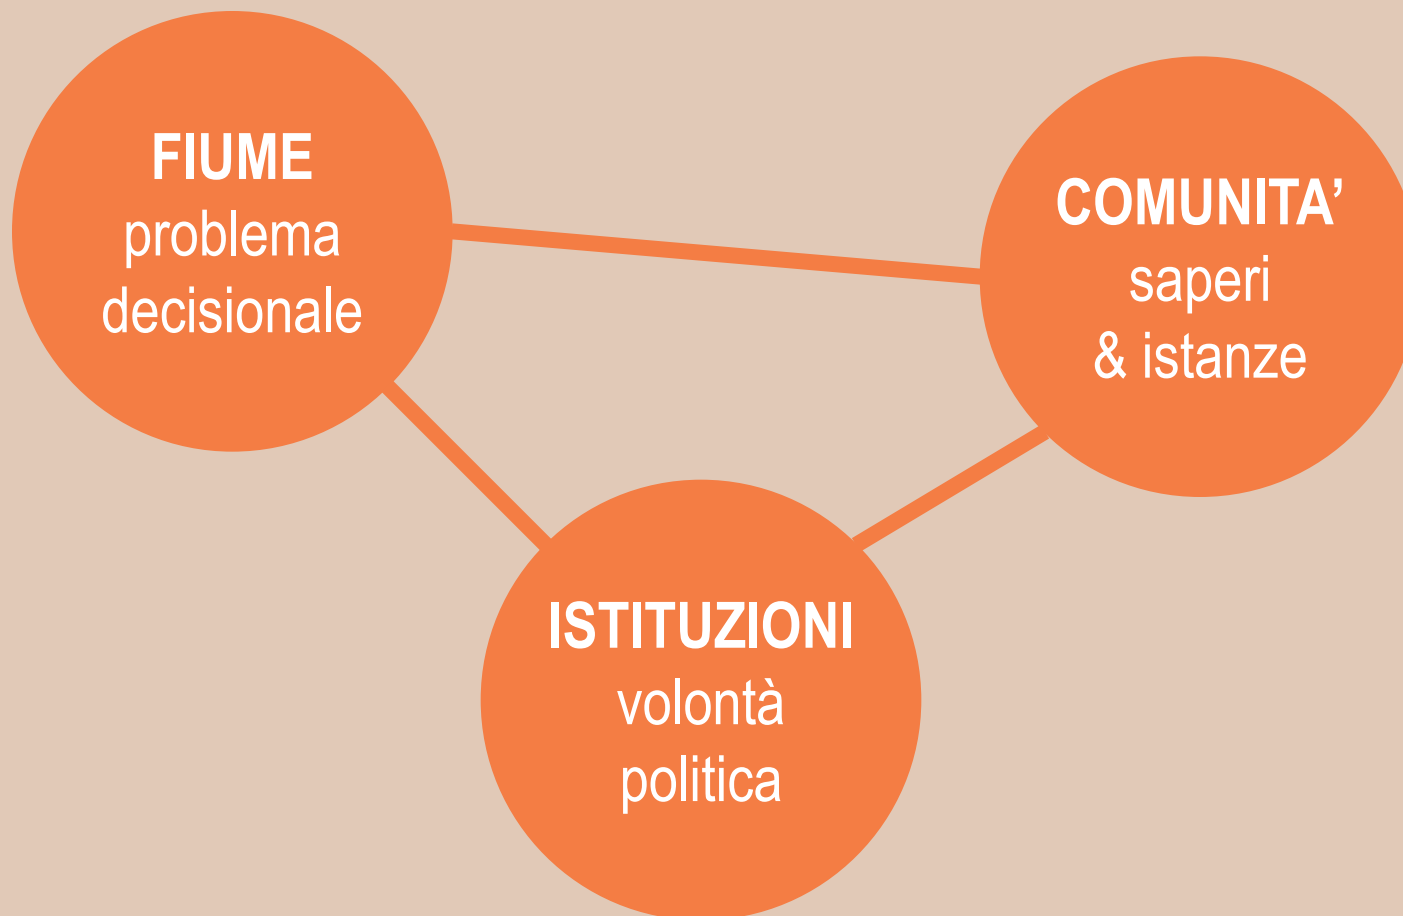 FIUME
problema
decisionale
COMUNITA’
saperi
& istanze
ISTITUZIONI
volontà
politica